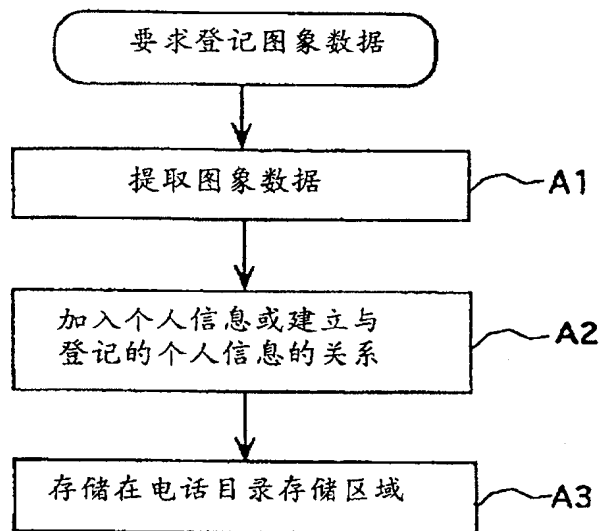 要求登记图象数据
提取图象数据
A1
加入个人信息或建立与
登记的个人信息的关系
A2
存储在电话目录存储区域
A3